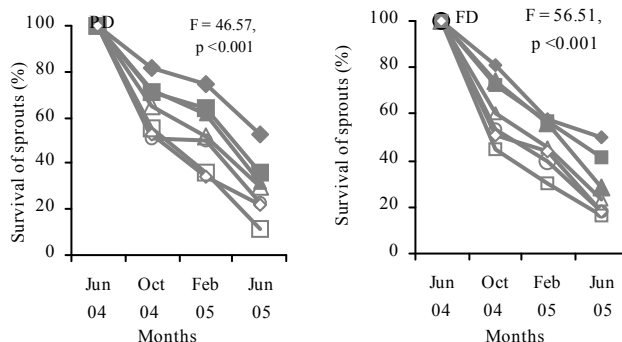 PD
F = 46.57,
p <0.001
Survival of sprouts (%)
100
80
60
40
20
0
Jun Oct Feb Jun
04 04 05 05
Months
FD
F = 56.51,
p <0.001
Survival of sprouts (%)
100
80
60
40
20
0
Jun Oct Feb Jun
04 04 05 05
Months